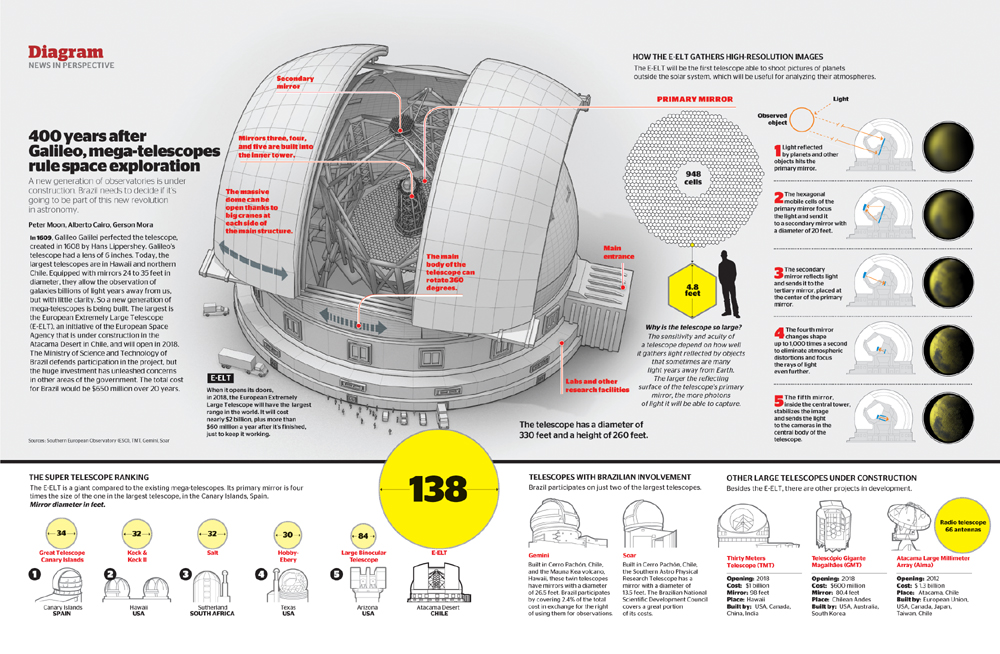 Diagram
NEWS IN PERSPECTIVE
400 years after
Galileo, mega-telescopes
rule space exploration
A new generation of observatories is under
construction. Brazil needs to decide if it's
going to be part of this new revolution
in astronomy.
Peter Moon, Alberto Cairo, Gerson Mora
In 1609, Galileo Galilei perfected the telescope,
created in 1608 by Hans Lippershey. Galileo's
telescope had a lens of 6 inches. Today, the
largest telescopes are in Hawaii and northern
Chile. Equipped with mirrors 24 to 35 feet in
diameter, they allow the observation of
galaxies billions of light years away from us,
but with little clarity. So a new generation of
mega-telescopes is being built. The largest is
the European Extremely Large Telescope
(E-ELT), an initiative of the European Space
Agency that is under construction in the
Atacama Desert in Chile, and will open in 2018.
The Ministry of Science and Technology of
Brazil defends participation in the project, but
the huge investment has unleashed concerns
in other areas of the government. The total cost
for Brazil would be $650 million over 20 years.
Sources: Southern European Observatory (ESO), TMT, Gemini, Soar
Secondary
mirror
Mirrors three, four,
and five are built into
the inner tower.
The massive
dome can be
open thanks to
big cranes at
each side of
the main structure.
The main
body of the
telescope can
rotate 360
degrees.
Main
entrance
Labs and other
research facilities
E-ELT
When it opens its doors,
in 2018, the European Extremely
Large Telescope will have the largest
range in the world. It will cost
nearly $2 billion, plus more than
$60 million a year after it's finished,
just to keep it working.
The telescope has a diameter of
330 feet and a height of 260 feet.
HOW THE E-ELT GATHERS HIGH-RESOLUTION IMAGES
The E-ELT will be the first telescope able to shoot pictures of planets
outside the solar system, which will be useful for analyzing their atmospheres.
PRIMARY MIRROR
948
cells
4.8
feet
Why is the telescope so large?
The sensitivity and acuity of
a telescope depend on how well
it gathers light reflected by objects
that sometimes are many
light years away from Earth.
The larger the reflecting
surface of the telescope's primary
mirror, the more photons
of light it will be able to capture.
Light
Observed
object
1 Light reflected
by planets and other
objects hits the
primary mirror.
2 The hexagonal
mobile cells of the
primary mirror focus
the light and send it
to a secondary mirror with
a diameter of 20 feet.
3 The secondary
mirror reflects light
and sends it to the
tertiary mirror, placed at
the center of the primary
mirror.
4 The fourth mirror
changes shape
up to 1,000 times a second
to eliminate atmospheric
distortions and focus
the rays of light
even further.
5 The fifth mirror,
inside the central tower,
stabilizes the image
and sends the light
to the cameras in the
central body of the
telescope.
THE SUPER TELESCOPE RANKING
The E-ELT is a giant compared to the existing mega-telescopes. Its primary mirror is four
times the size of the one in the largest telescope, in the Canary Islands, Spain.
Mirror diameter in feet.
34
Great Telescope
Canary Islands
1
Canary Islands
SPAIN
32
Keck &
Keck II
2
Hawaii
USA
32
Salt
3
Sutherland
SOUTH AFRICA
30
Hobby-
Ebery
4
Texas
USA
84
Large Binocular
Telescope
5
Arizona
USA
138
E-ELT
Atacama Desert
CHILE
TELESCOPES WITH BRAZILIAN INVOLVEMENT
Brazil participates on just two of the largest telescopes.
Gemini
Built in Cerro Pachón, Chile,
and the Mauna Kea volcano,
Hawaii, these twin telescopes
have mirrors with a diameter
of 26.5 feet. Brazil participates
by covering 2.4% of the total
cost in exchange for the right
of using them for observations.
Soar
Built in Cerro Pachón, Chile,
the Southern Astro Physical
Research Telescope has a
mirror with a diameter of
13.5 feet. The Brazilian National
Scientific Development Council
covers a great portion
of its costs.
OTHER LARGE TELESCOPES UNDER CONSTRUCTION
Besides the E-ELT, there are other projects in development.
Thirty Meters
Telescope (TMT)
Opening: 2018
Cost: $1 billion
Mirror: 98 feet
Place: Hawaii
Built by: USA, Canada,
China, India
Telescópio Gigante
Magalhães (GMT)
Opening: 2018
Cost: $600 million
Mirror: 80.4 feet
Place: Chilean Andes
Built by: USA, Australia,
South Korea
Radio telescope
66 antennas
Atacama Large Millimeter
Array (Alma)
Opening: 2012
Cost: $ 1.3 billion
Place: Atacama, Chile
Built by: European Union,
USA, Canada, Japan,
Taiwan, Chile